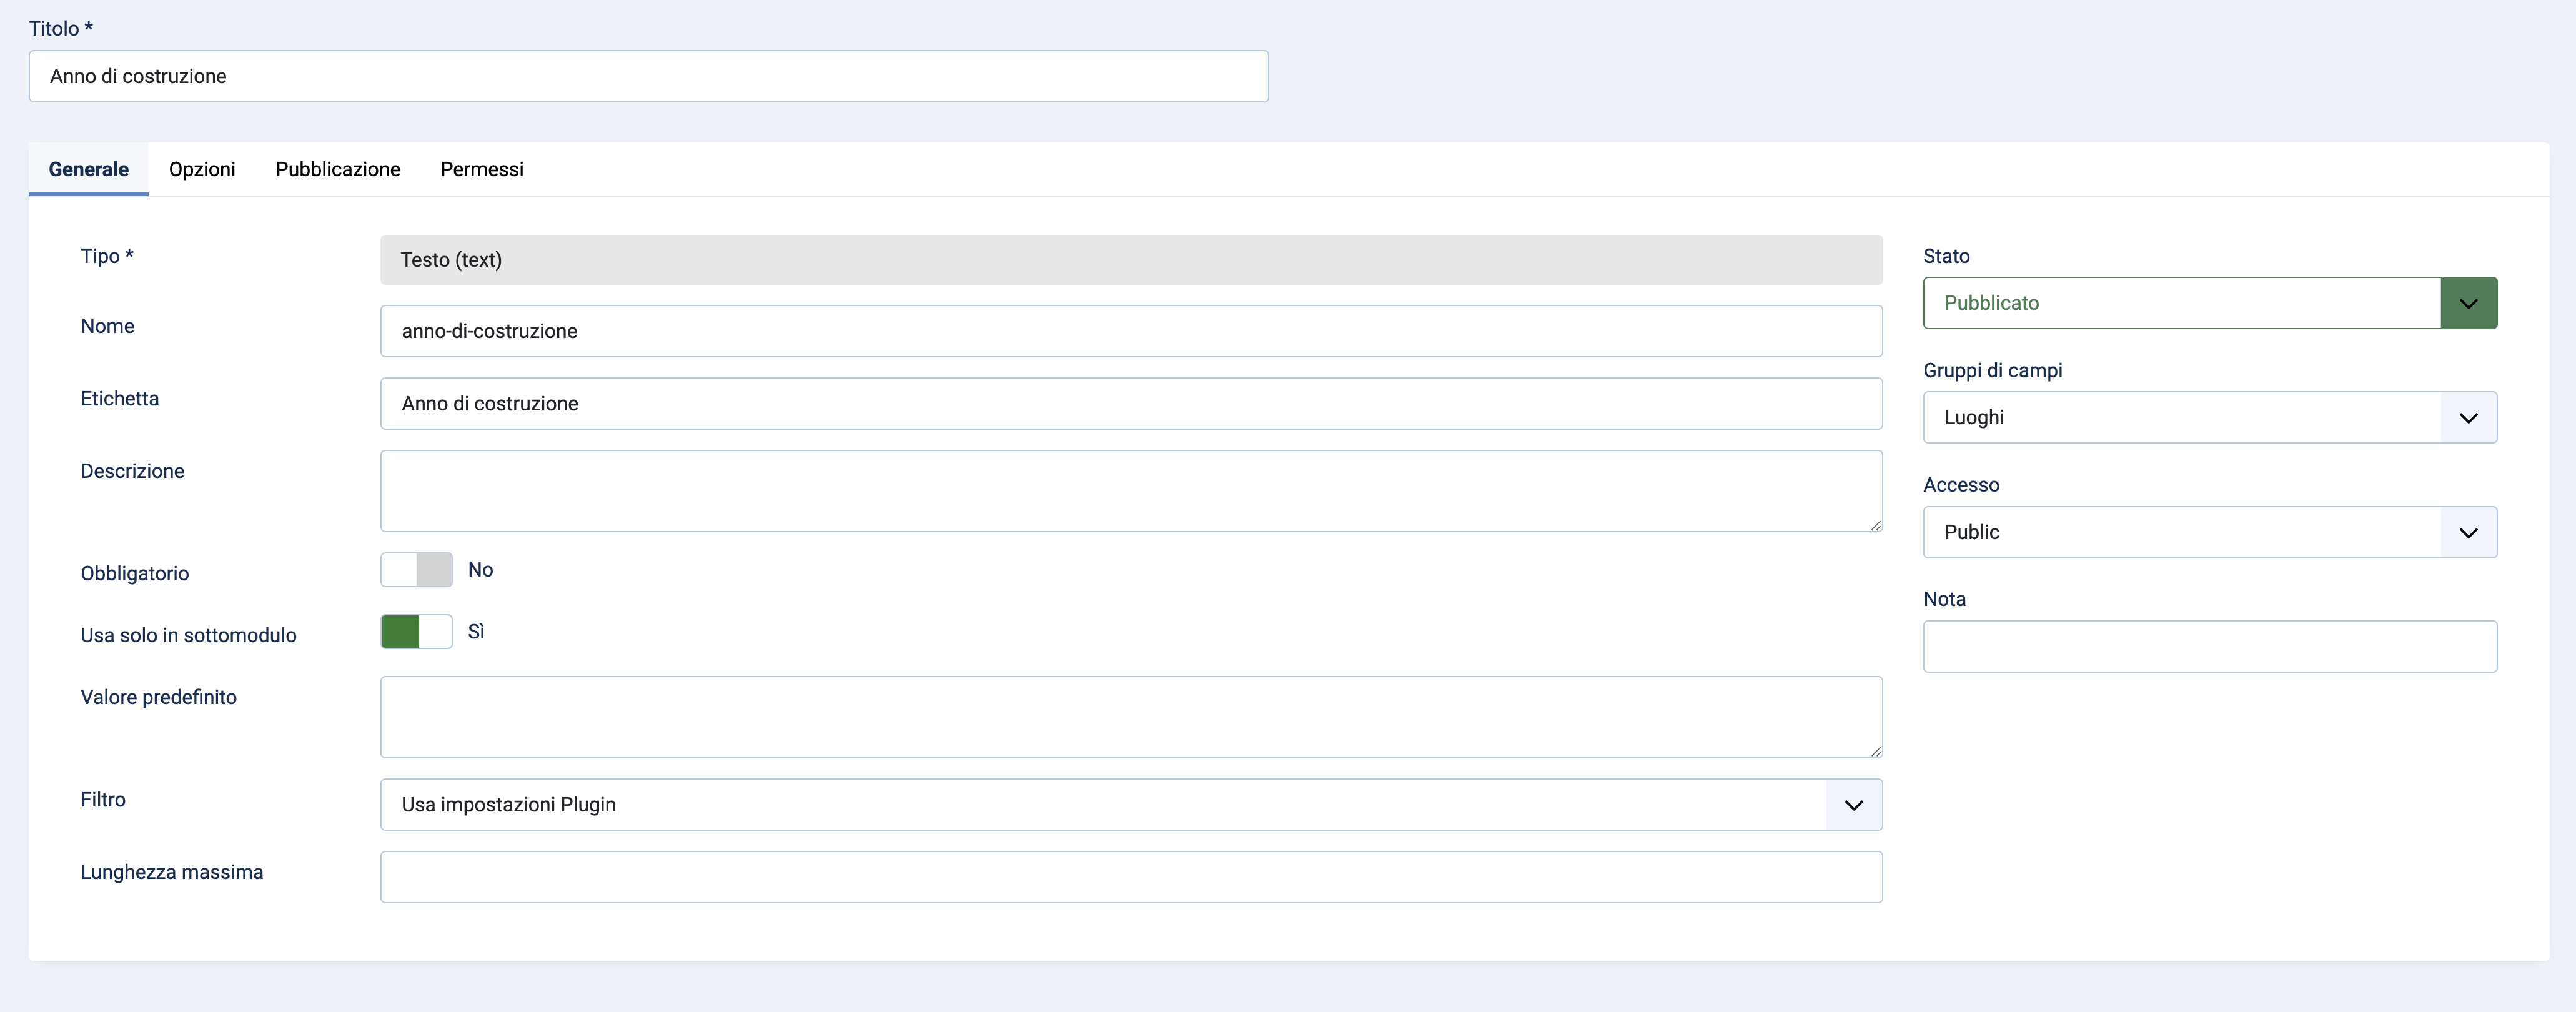 Titolo *
Anno di costruzione
Generale Opzioni Pubblicazione Permessi
Tipo *
Testo (text)
Nome
anno-di-costruzione
Etichetta
Anno di costruzione
Descrizione
Obbligatorio
No
Usa solo in sottomodulo
Sì
Valore predefinito
Filtro
Usa impostazioni Plugin
Lunghezza massima
Stato
Pubblicato
Gruppi di campi
Luoghi
Accesso
Public
Nota